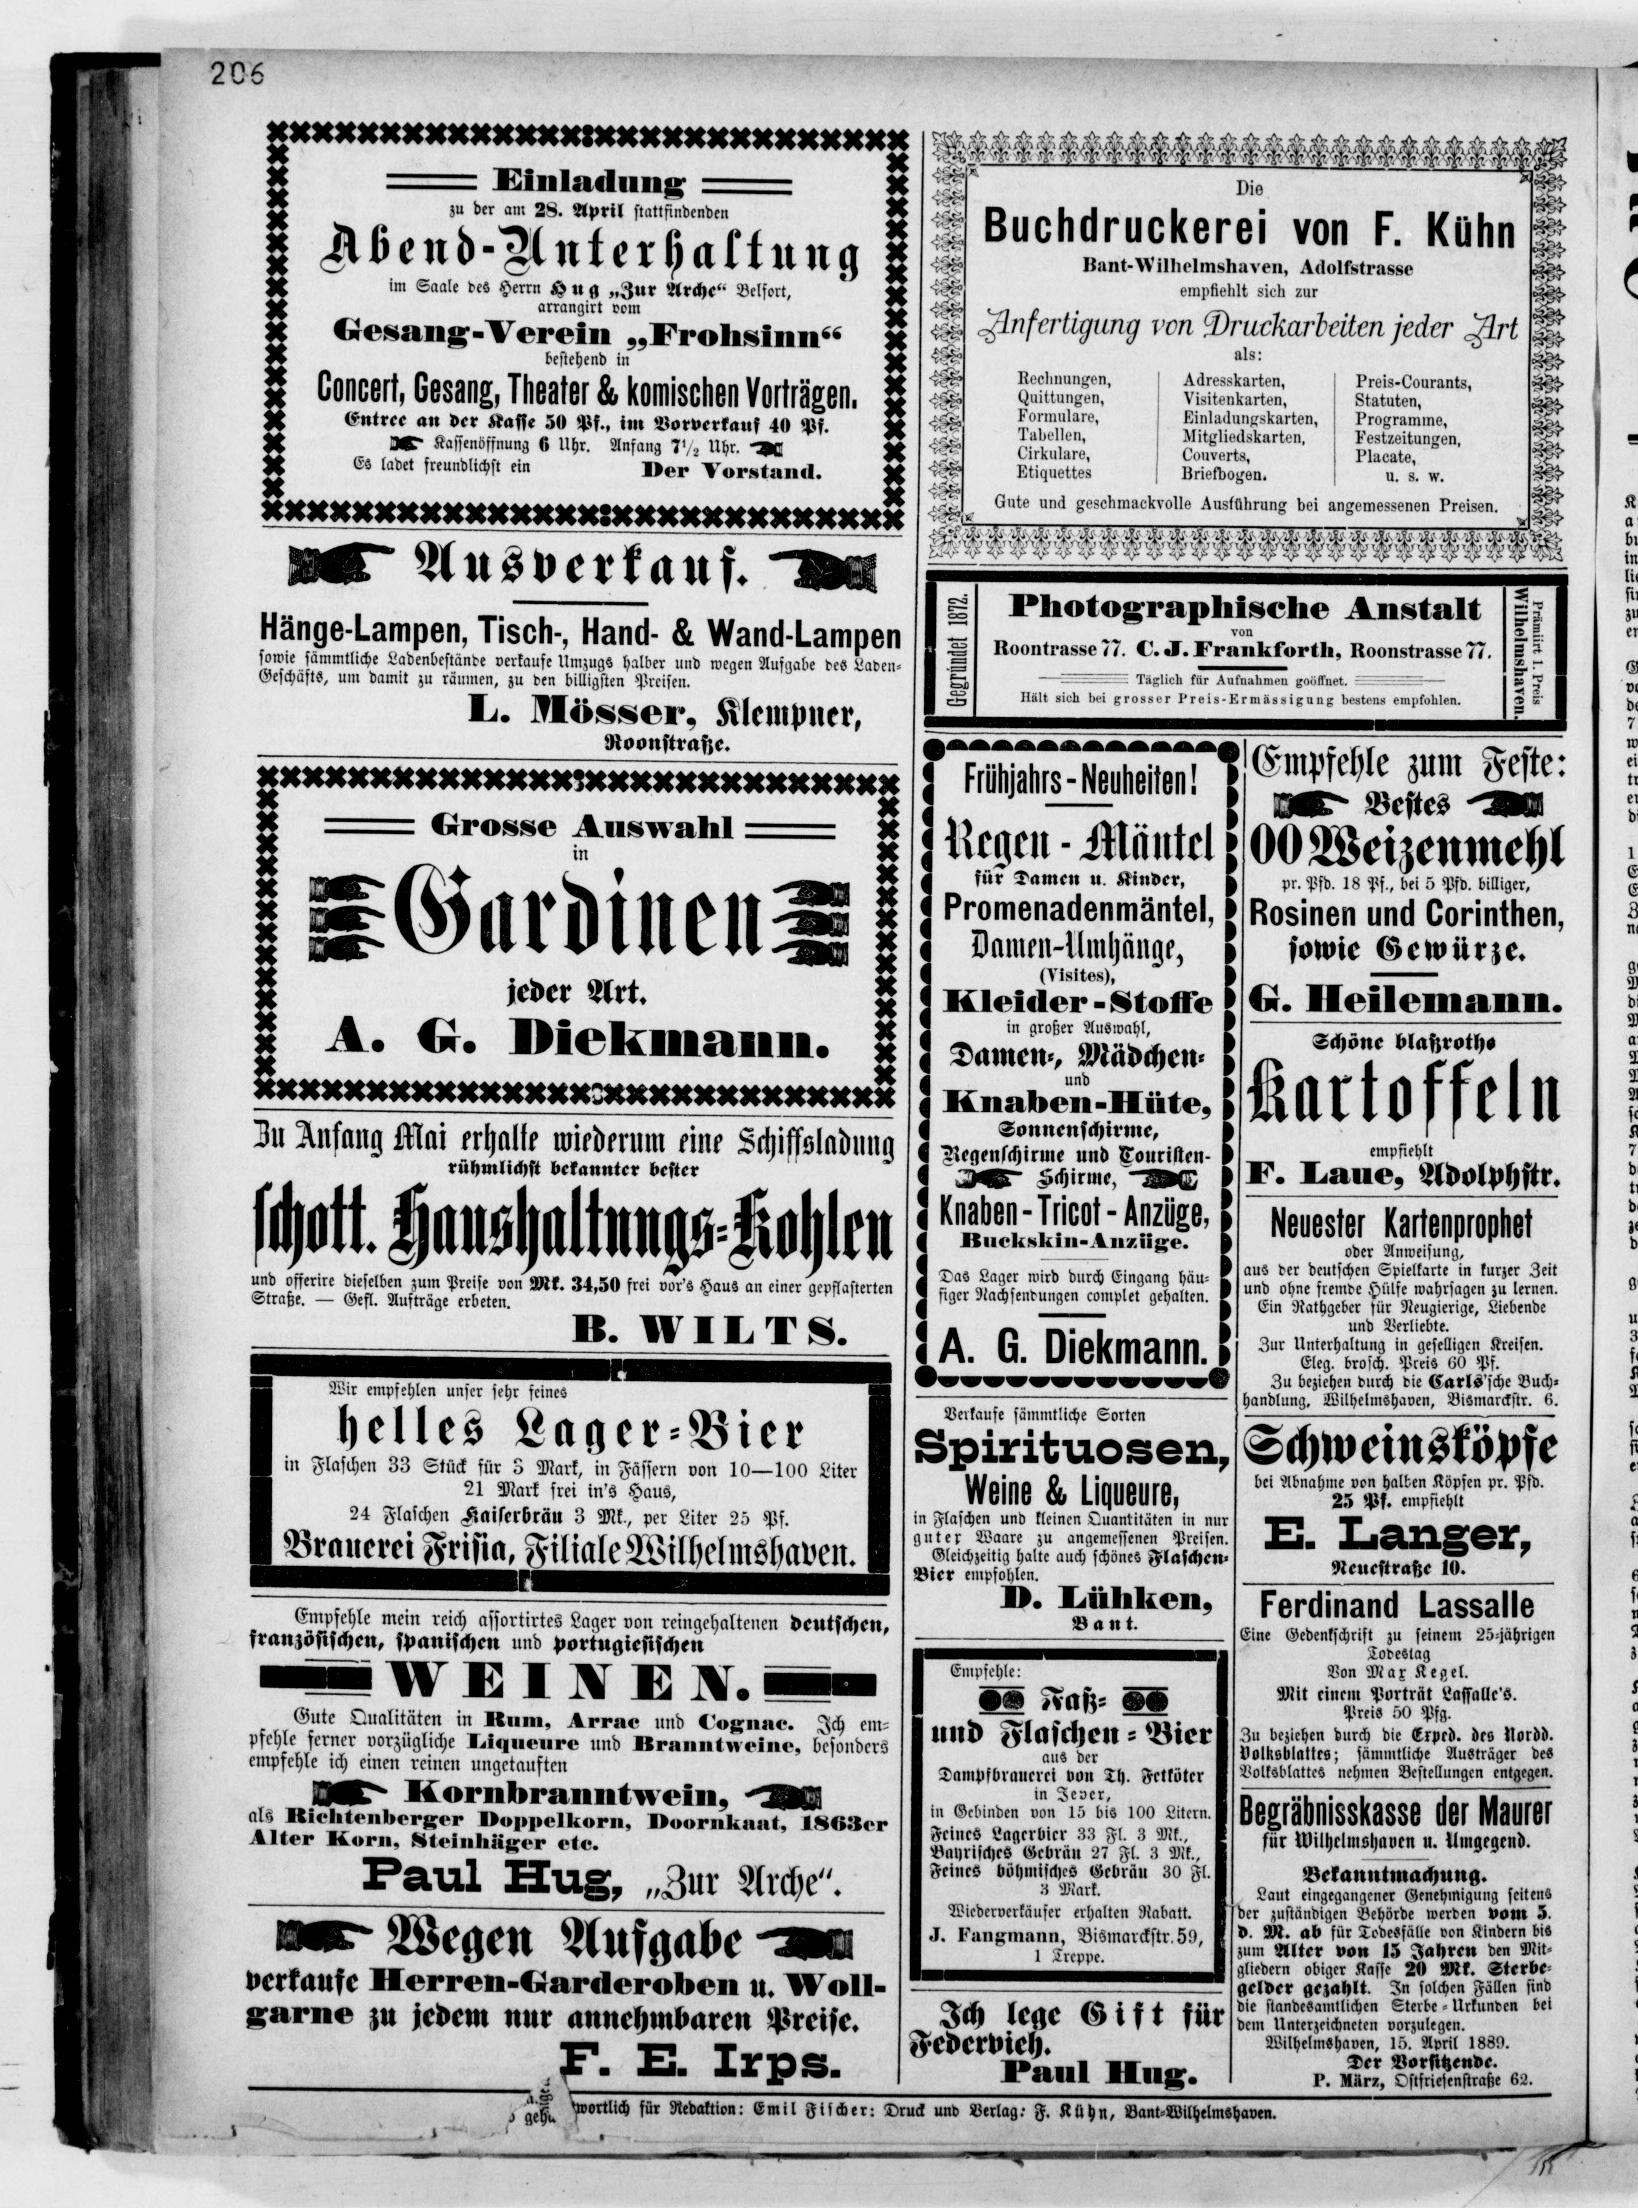 206
Einladung
zu der am 28. April stattfindenden
Abend-Unterhaltung
im Saale des Herrn Hug „Zur Arche“ Belfort,
arrangirt vom
Gesang-Verein „Frohsinn“
bestehend in
Concert, Gesang, Theater & komischen Vorträgen.
Entree an der Kasse 50 Pf., im Vorverkauf 40 Pf.
Kassenöffnung 6 Uhr. Anfang 7½ Uhr.
Es ladet freundlichst ein Der Vorstand.
Ausverkauf.
Hänge-Lampen, Tisch-, Hand- & Wand-Lampen
sowie sämmtliche Ladenbestände verkaufe Umzugs halber und wegen Aufgabe des Laden-
Geschäfts, um damit zu räumen, zu den billigsten Preisen.
L. Mösser, Klempner,
Roonstraße.
Grosse Auswahl
in
Gardinen
jeder Art.
A. G. Diekmann.
Zu Anfang Mai erhalte wiederum eine Schiffsladung
rühmlichst bekannter bester
schott. Haushaltungs-Kohlen
und offerire dieselben zum Preise von Mk. 34,50 frei vor's Haus an einer gepflasterten
Straße. — Gefl. Aufträge erbeten.
B. WILTS.
Wir empfehlen unser sehr feines
helles Lager-Bier
in Flaschen 33 Stück für 3 Mark, in Fässern von 10—100 Liter
21 Mark frei in's Haus,
24 Flaschen Kaiserbräu 3 Mk., per Liter 25 Pf.
Brauerei Frisia, Filiale Wilhelmshaven.
Empfehle mein reich assortirtes Lager von reingehaltenen deutschen,
französischen, spanischen und portugiesischen
WEINEN.
Gute Qualitäten in Rum, Arrac und Cognac. Ich em-
pfehle ferner vorzügliche Liqueure und Branntweine, besonders
empfehle ich einen reinen ungetauften
Kornbranntwein,
als Richtenberger Doppelkorn, Doornkaat, 1863er
Alter Korn, Steinhäger etc.
Paul Hug, „Zur Arche“.
Wegen Aufgabe
verkaufe Herren-Garderoben u. Woll-
garne zu jedem nur annehmbaren Preise.
F. E. Irps.
Die
Buchdruckerei von F. Kühn
Bant-Wilhelmshaven, Adolfstrasse
empfiehlt sich zur
Anfertigung von Druckarbeiten jeder Art
als:
Rechnungen,
Quittungen,
Formulare,
Tabellen,
Cirkulare,
Etiquettes
Adresskarten,
Visitenkarten,
Einladungskarten,
Mitgliedskarten,
Couverts,
Briefbogen.
Preis-Courants,
Statuten,
Programme,
Festzeitungen,
Placate,
u. s. w.
Gute und geschmackvolle Ausführung bei angemessenen Preisen.
Gegründet 1872.
Photographische Anstalt
von
Roontrasse 77. C. J. Frankforth, Roonstrasse 77.
Täglich für Aufnahmen goöffnet.
Hält sich bei grosser Preis-Ermässigung bestens empfohlen.
Prämiirt 1. Preis
Wilhelmshaven.
Frühjahrs-Neuheiten!
Regen-Mäntel
für Damen u. Kinder,
Promenadenmäntel,
Damen-Umhänge,
(Visites),
Kleider-Stoffe
in großer Auswahl,
Damen-, Mädchen-
und
Knaben-Hüte,
Sonnenschirme,
Regenschirme und Touristen-
Schirme,
Knaben-Tricot-Anzüge,
Buckskin-Anzüge.
Das Lager wird durch Eingang häu-
figer Nachsendungen complet gehalten.
A. G. Diekmann.
Verkaufe sämmtliche Sorten
Spirituosen,
Weine & Liqueure,
in Flaschen und kleinen Quantitäten in nur
guter Waare zu angemessenen Preisen.
Gleichzeitig halte auch schönes Flaschen-
Bier empfohlen.
D. Lühken,
Bant.
Empfehle:
Faß-
und Flaschen-Bier
aus der
Dampfbrauerei von Th. Fetköter
in Jever,
in Gebinden von 15 bis 100 Litern.
Feines Lagerbier 33 Fl. 3 Mk.,
Bayrisches Gebräu 27 Fl. 3 Mk.,
Feines böhmisches Gebräu 30 Fl.
3 Mark.
Wiederverkäufer erhalten Rabatt.
J. Fangmann, Bismarckstr. 59,
1 Treppe.
Ich lege Gift für
Federvieh.
Paul Hug.
Empfehle zum Feste:
Bestes
00 Weizenmehl
pr. Pfd. 18 Pf., bei 5 Pfd. billiger,
Rosinen und Corinthen,
sowie Gewürze.
G. Heilemann.
Schöne blaßrothe
Kartoffeln
empfiehlt
F. Laue, Adolphstr.
Neuester Kartenprophet
oder Anweisung,
aus der deutschen Spielkarte in kurzer Zeit
und ohne fremde Hülfe wahrsagen zu lernen.
Ein Rathgeber für Neugierige, Liebende
und Verliebte.
Zur Unterhaltung in geselligen Kreisen.
Eleg. brosch. Preis 60 Pf.
Zu beziehen durch die Carls'sche Buch-
handlung, Wilhelmshaven, Bismarckstr. 6.
Schweinsköpfe
bei Abnahme von halben Köpfen pr. Pfd.
25 Pf. empfiehlt
E. Langer,
Neuestraße 10.
Ferdinand Lassalle
Eine Gedenkschrift zu seinem 25-jährigen
Todestag
Von Max Kegel.
Mit einem Porträt Lassalle's.
Preis 50 Pfg.
Zu beziehen durch die Exped. des Nordd.
Volksblattes; sämmtliche Austräger des
Volksblattes nehmen Bestellungen entgegen.
Begräbnisskasse der Maurer
für Wilhelmshaven u. Umgegend.
Bekanntmachung.
Laut eingegangener Genehmigung seitens
der zuständigen Behörde werden vom 5.
d. M. ab für Todesfälle von Kindern bis
zum Alter von 15 Jahren den Mit-
gliedern obiger Kasse 20 Mk. Sterbe-
gelder gezahlt. In solchen Fällen sind
die standesamtlichen Sterbe-Urkunden bei
dem Unterzeichneten vorzulegen.
Wilhelmshaven, 15. April 1889.
Der Vorsitzende.
P. März, Ostfriesenstraße 62.
wortlich für Redaktion: Emil Fischer: Druck und Verlag: F. Kühn, Bant-Wilhelmshaven.